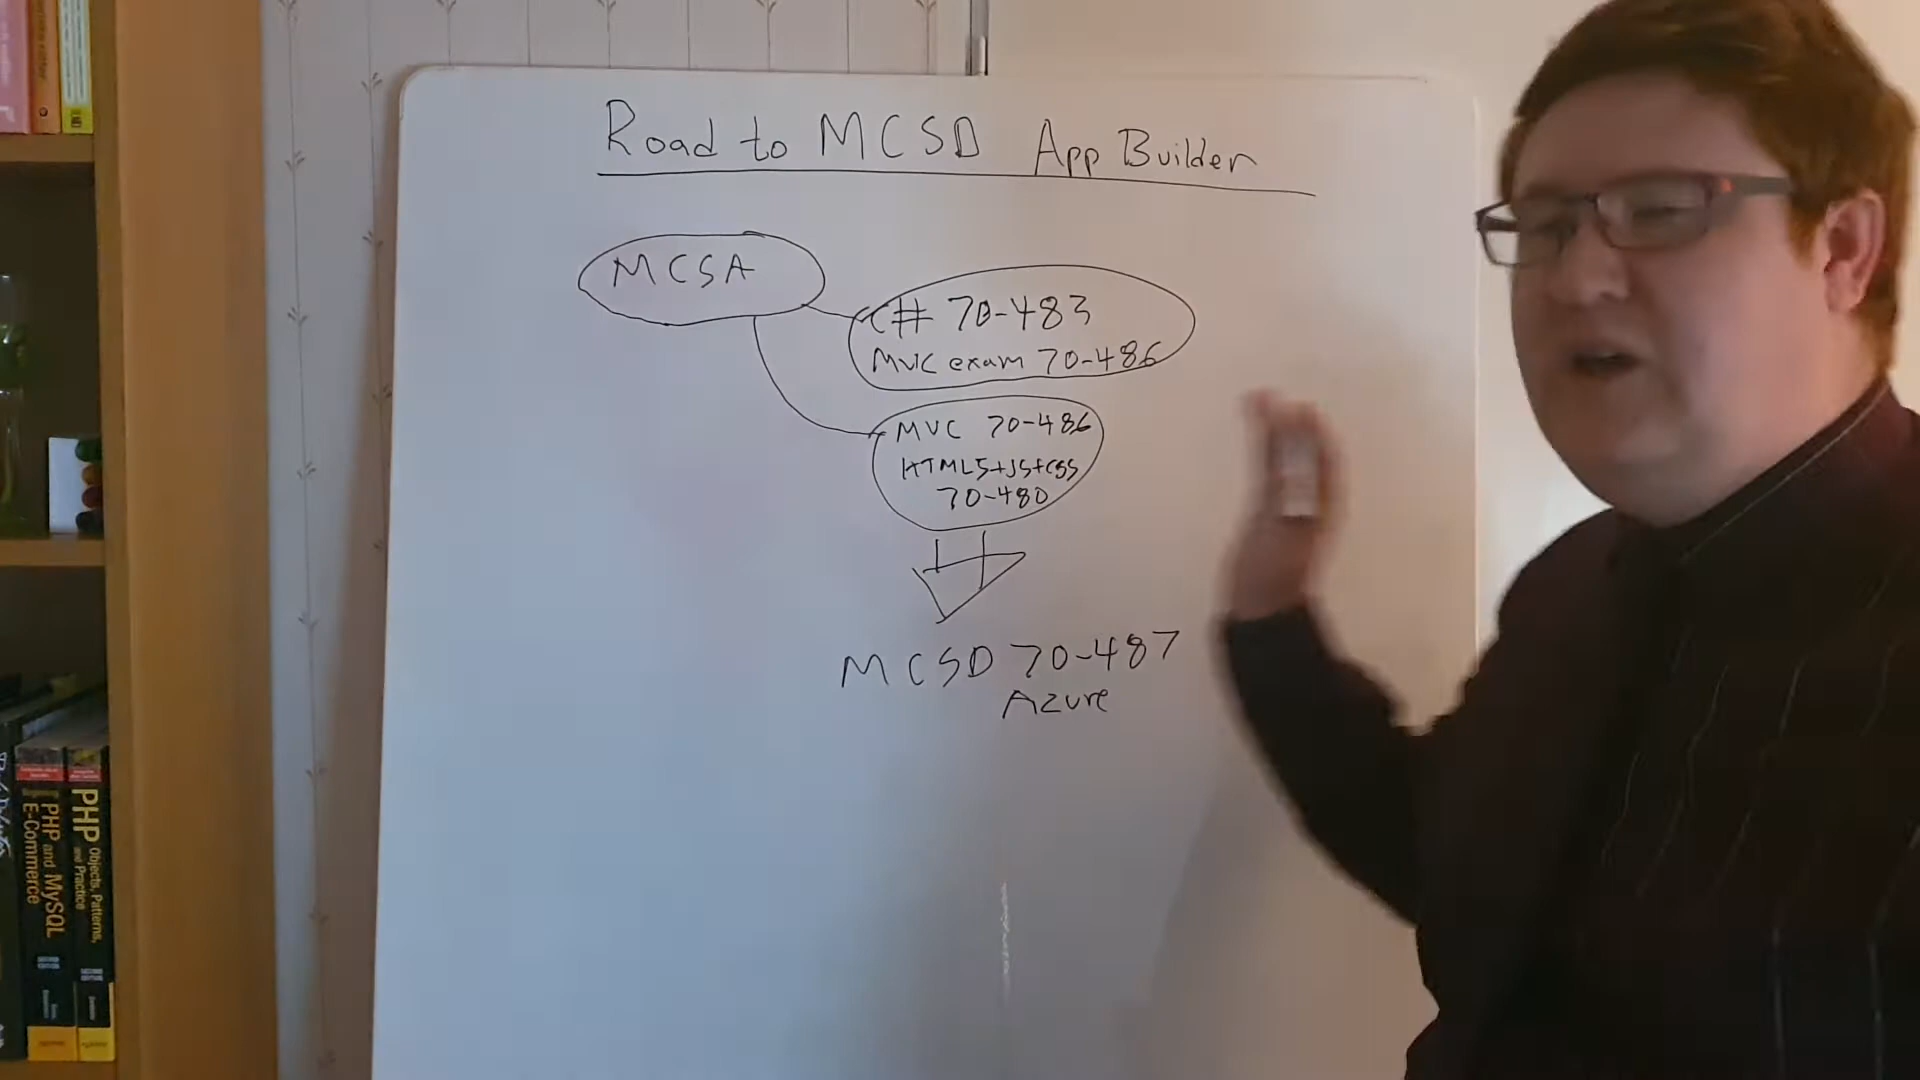 Road to MCSD App Builder
MCSA
C# 70-483
MVC exam 70-486
MVC 70-486
HTML5+JS+CSS
70-480
MCSD 70-487
Azure
PHP and MySQL
E-Commerce
PHP Objects, Patterns,
and Practice